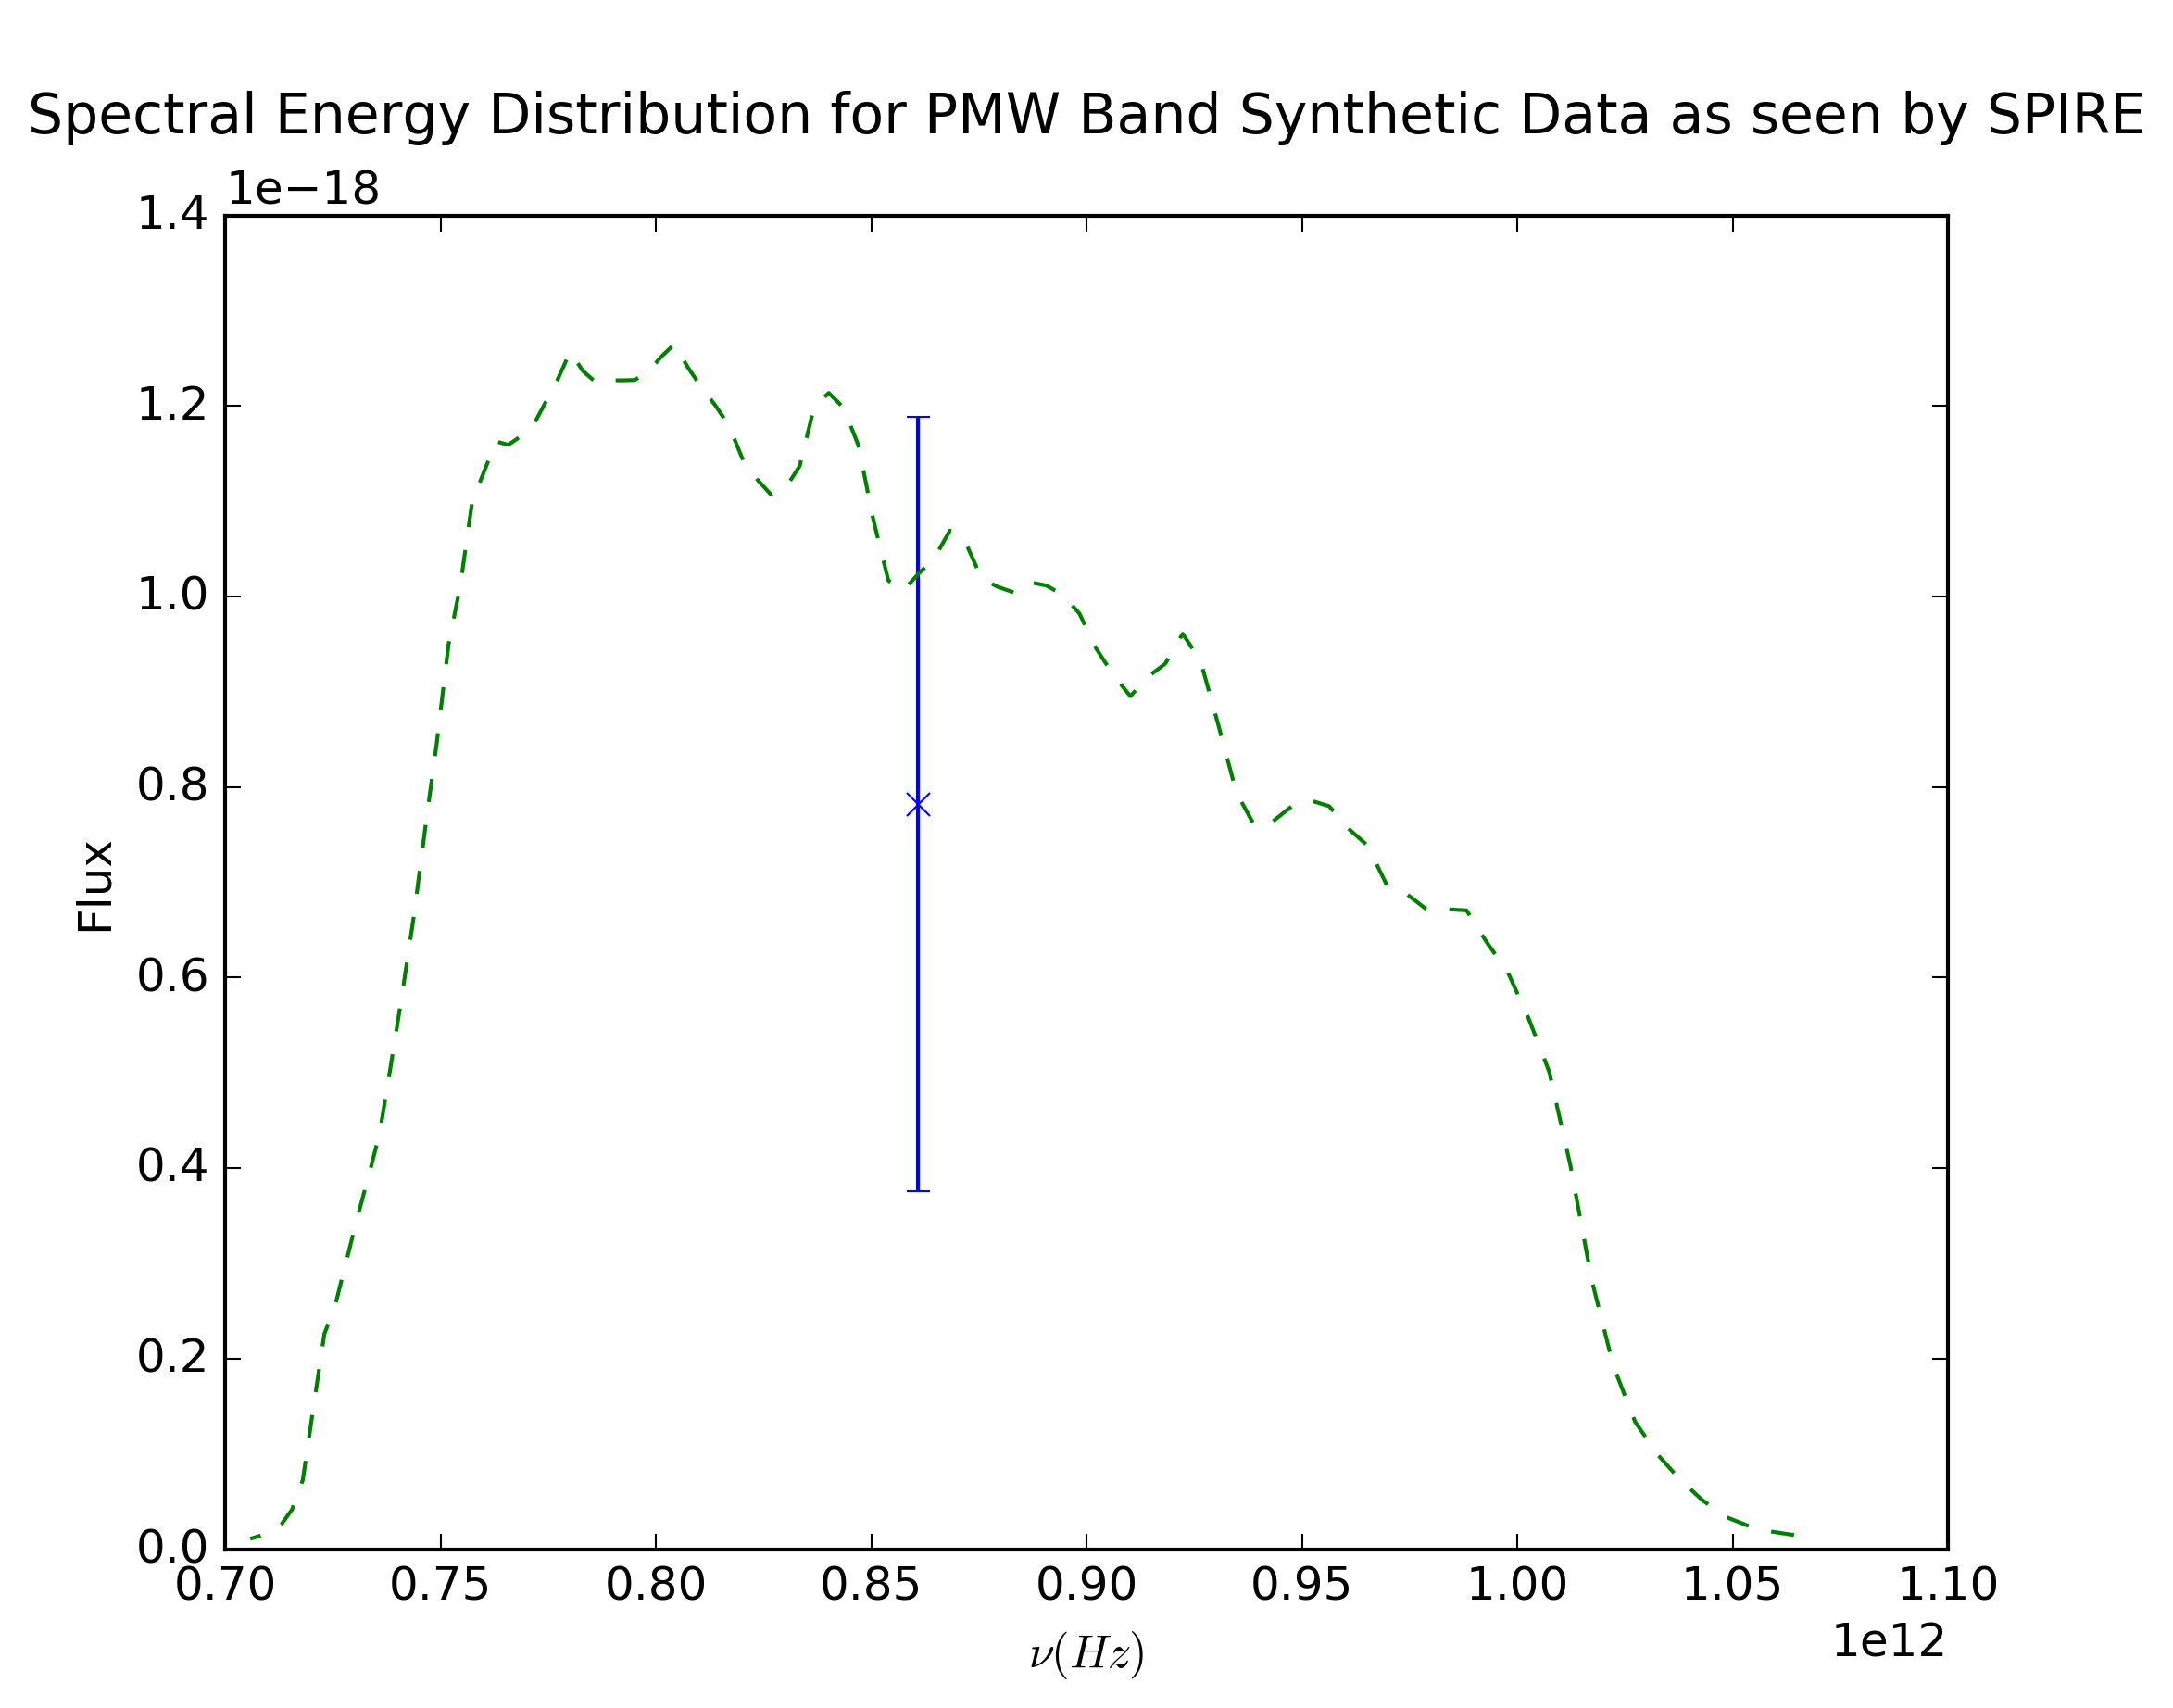 Spectral Energy Distribution for PMW Band Synthetic Data as seen by SPIRE
1e−18
1.4
1.2
1.0
0.8
0.6
0.4
0.2
0.0
Flux
0.70 0.75 0.80 0.85 0.90 0.95 1.00 1.05 1.10
1e12
ν(Hz)